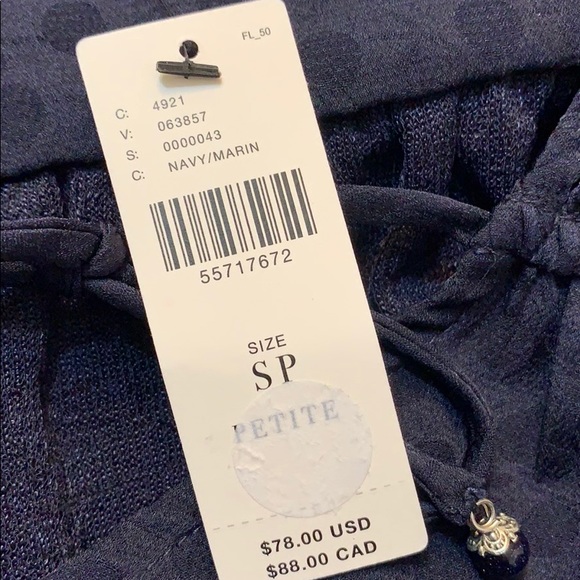 FL_50
C: 4921
V: 063857
S: 0000043
C: NAVY/MARIN
55717672
SIZE
SP
PETITE
$78.00 USD
$88.00 CAD